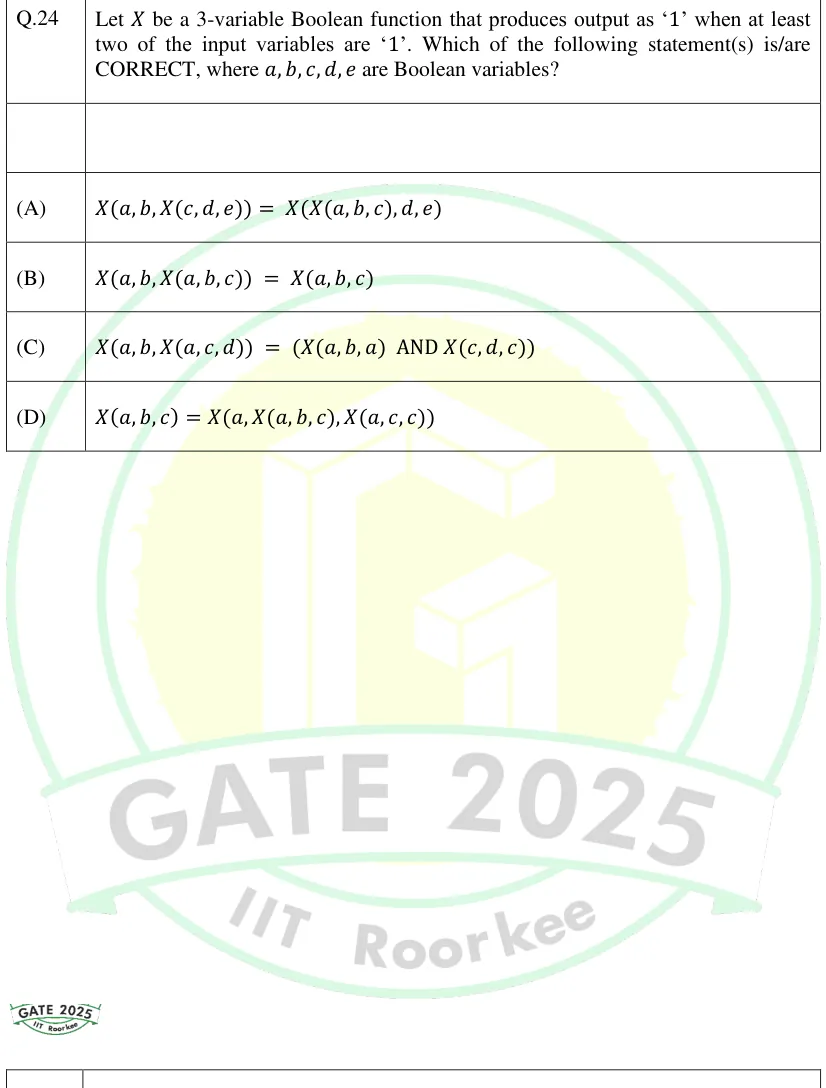 Q.24 Let X be a 3-variable Boolean function that produces output as ‘1’ when at least
two of the input variables are ‘1’. Which of the following statement(s) is/are
CORRECT, where a, b, c, d, e are Boolean variables?
(A) X(a, b, X(c, d, e)) = X(X(a, b, c), d, e)
(B) X(a, b, X(a, b, c)) = X(a, b, c)
(C) X(a, b, X(a, c, d)) = (X(a, b, a) AND X(c, d, c))
(D) X(a, b, c) = X(a, X(a, b, c), X(a, c, c))
GATE 2025
IIT Roorkee
GATE 2025
IIT Roorkee